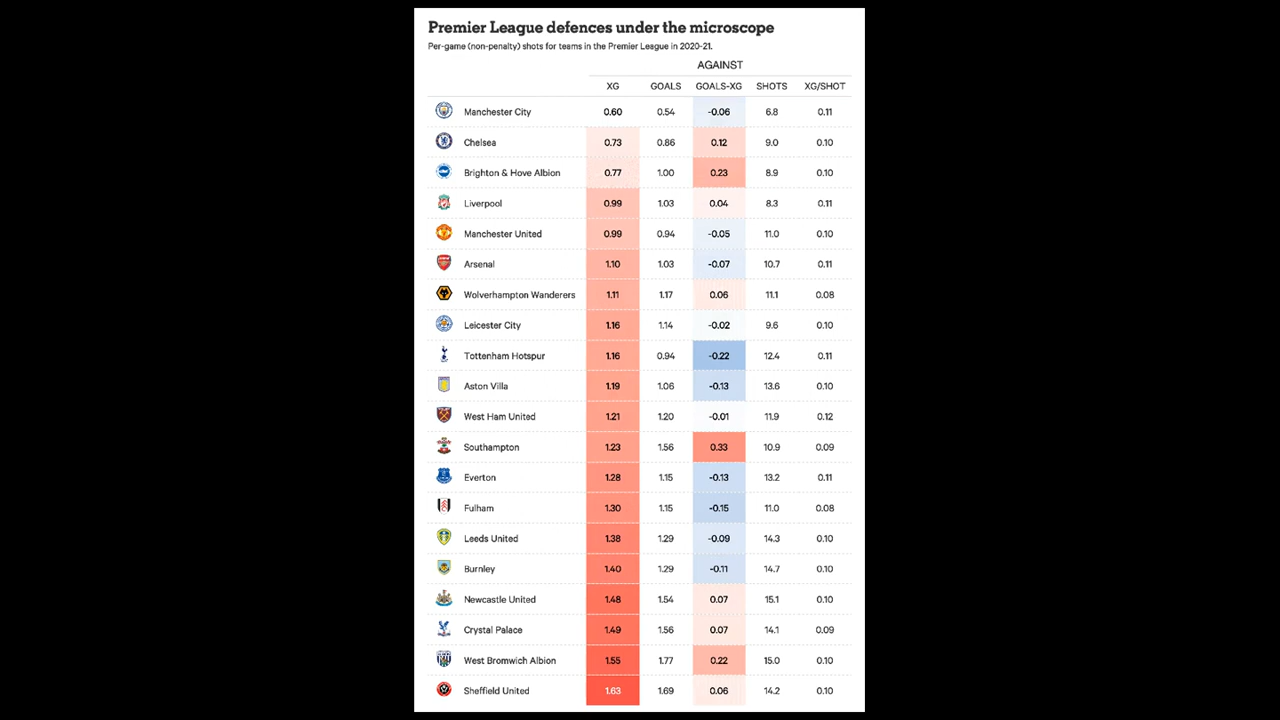 Premier League defences under the microscope
Per-game (non-penalty) shots for teams in the Premier League in 2020-21.
AGAINST
XG GOALS GOALS-XG SHOTS XG/SHOT
Manchester City 0.60 0.54 -0.06 6.8 0.11
Chelsea 0.73 0.86 0.12 9.0 0.10
Brighton & Hove Albion 0.77 1.00 0.23 8.9 0.10
Liverpool 0.99 1.03 0.04 8.3 0.11
Manchester United 0.99 0.94 -0.05 11.0 0.10
Arsenal 1.10 1.03 -0.07 10.7 0.11
Wolverhampton Wanderers 1.11 1.17 0.06 11.1 0.08
Leicester City 1.16 1.14 -0.02 9.6 0.10
Tottenham Hotspur 1.16 0.94 -0.22 12.4 0.11
Aston Villa 1.19 1.06 -0.13 13.6 0.10
West Ham United 1.21 1.20 -0.01 11.9 0.12
Southampton 1.23 1.56 0.33 10.9 0.09
Everton 1.28 1.15 -0.13 13.2 0.11
Fulham 1.30 1.15 -0.15 11.0 0.08
Leeds United 1.38 1.29 -0.09 14.3 0.10
Burnley 1.40 1.29 -0.11 14.7 0.10
Newcastle United 1.48 1.54 0.07 15.1 0.10
Crystal Palace 1.49 1.56 0.07 14.1 0.09
West Bromwich Albion 1.55 1.77 0.22 15.0 0.10
Sheffield United 1.63 1.69 0.06 14.2 0.10